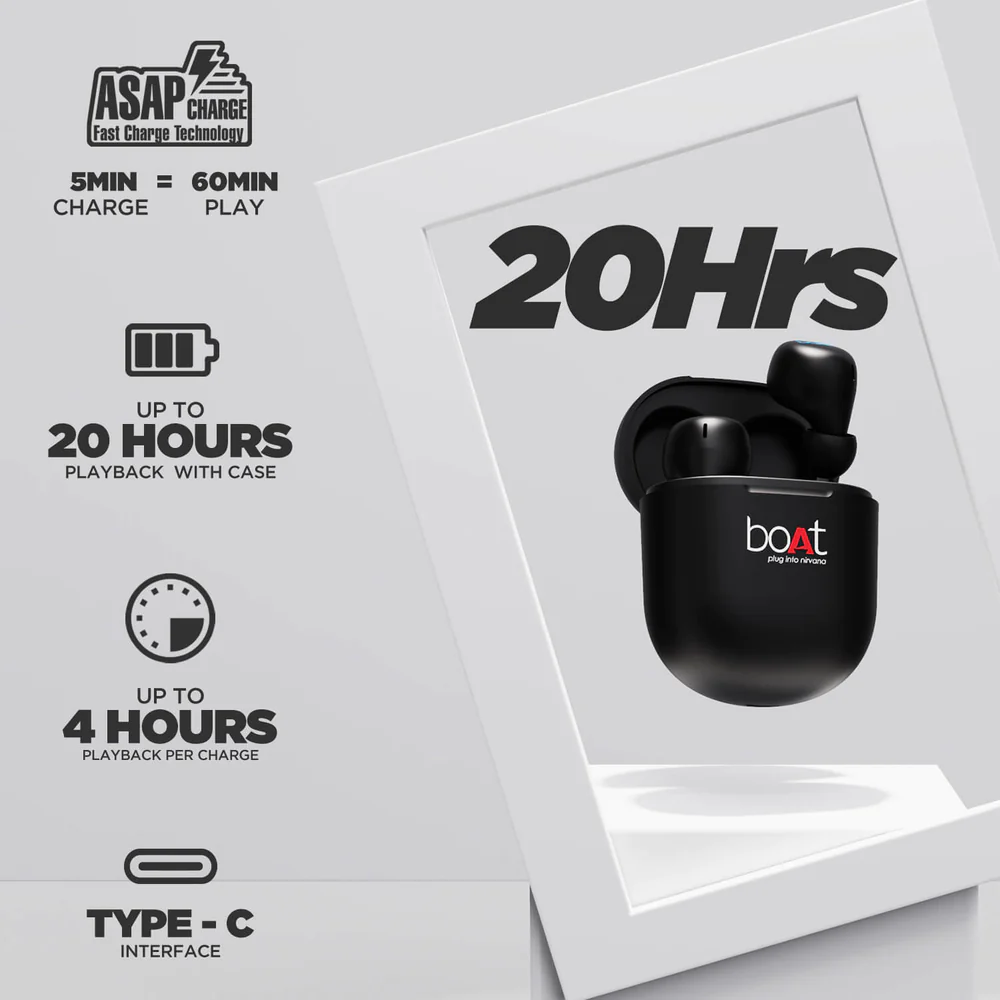 ASAP CHARGE
Fast Charge Technology
5MIN = 60MIN
CHARGE PLAY
UP TO
20 HOURS
PLAYBACK WITH CASE
UP TO
4 HOURS
PLAYBACK PER CHARGE
TYPE - C
INTERFACE
20Hrs
boAt
plug into nirvana